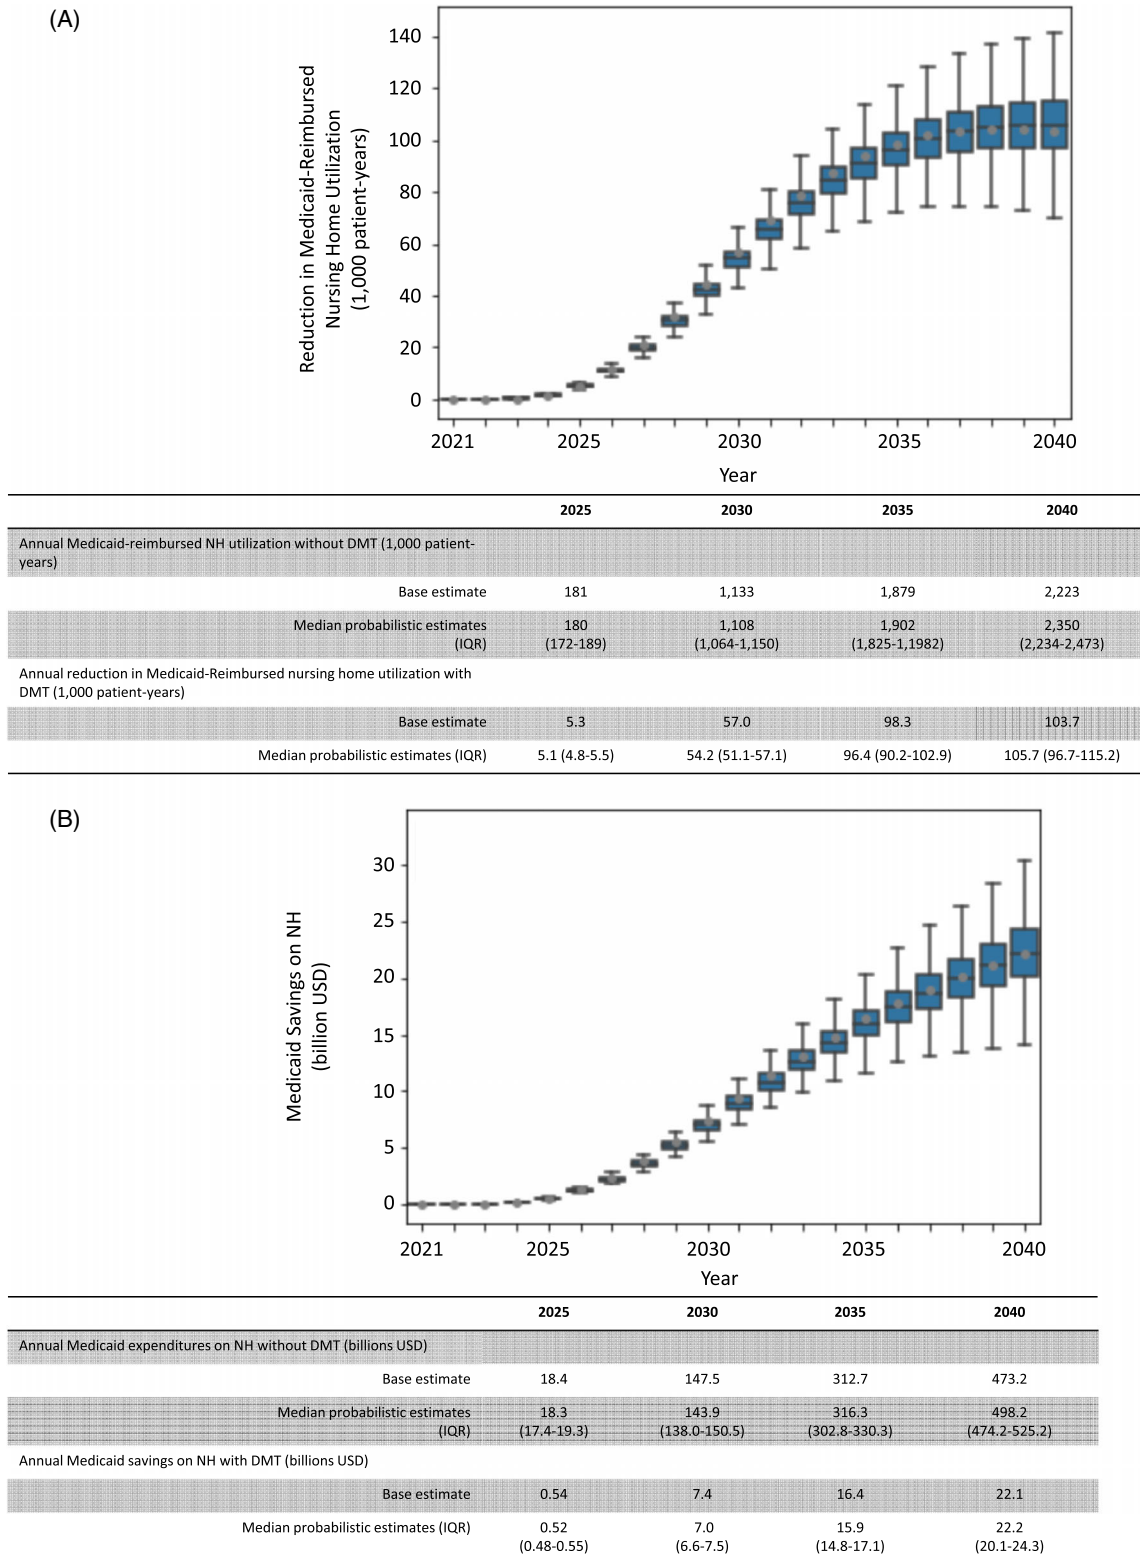 (A)
Reduction in Medicaid-Reimbursed
Nursing Home Utilization
(1,000 patient-years)
140
120
100
80
60
40
20
0
2021 2025 2030 2035 2040
Year
2025 2030 2035 2040
Annual Medicaid-reimbursed NH utilization without DMT (1,000 patient-
years)
Base estimate 181 1,133 1,879 2,223
Median probabilistic estimates 180 1,108 1,902 2,350
(IQR) (172-189) (1,064-1,150) (1,825-1,1982) (2,234-2,473)
Annual reduction in Medicaid-Reimbursed nursing home utilization with
DMT (1,000 patient-years)
Base estimate 5.3 57.0 98.3 103.7
Median probabilistic estimates (IQR) 5.1 (4.8-5.5) 54.2 (51.1-57.1) 96.4 (90.2-102.9) 105.7 (96.7-115.2)
(B)
Medicaid Savings on NH
(billion USD)
30
25
20
15
10
5
0
2021 2025 2030 2035 2040
Year
2025 2030 2035 2040
Annual Medicaid expenditures on NH without DMT (billions USD)
Base estimate 18.4 147.5 312.7 473.2
Median probabilistic estimates 18.3 143.9 316.3 498.2
(IQR) (17.4-19.3) (138.0-150.5) (302.8-330.3) (474.2-525.2)
Annual Medicaid savings on NH with DMT (billions USD)
Base estimate 0.54 7.4 16.4 22.1
Median probabilistic estimates (IQR) 0.52 7.0 15.9 22.2
(0.48-0.55) (6.6-7.5) (14.8-17.1) (20.1-24.3)